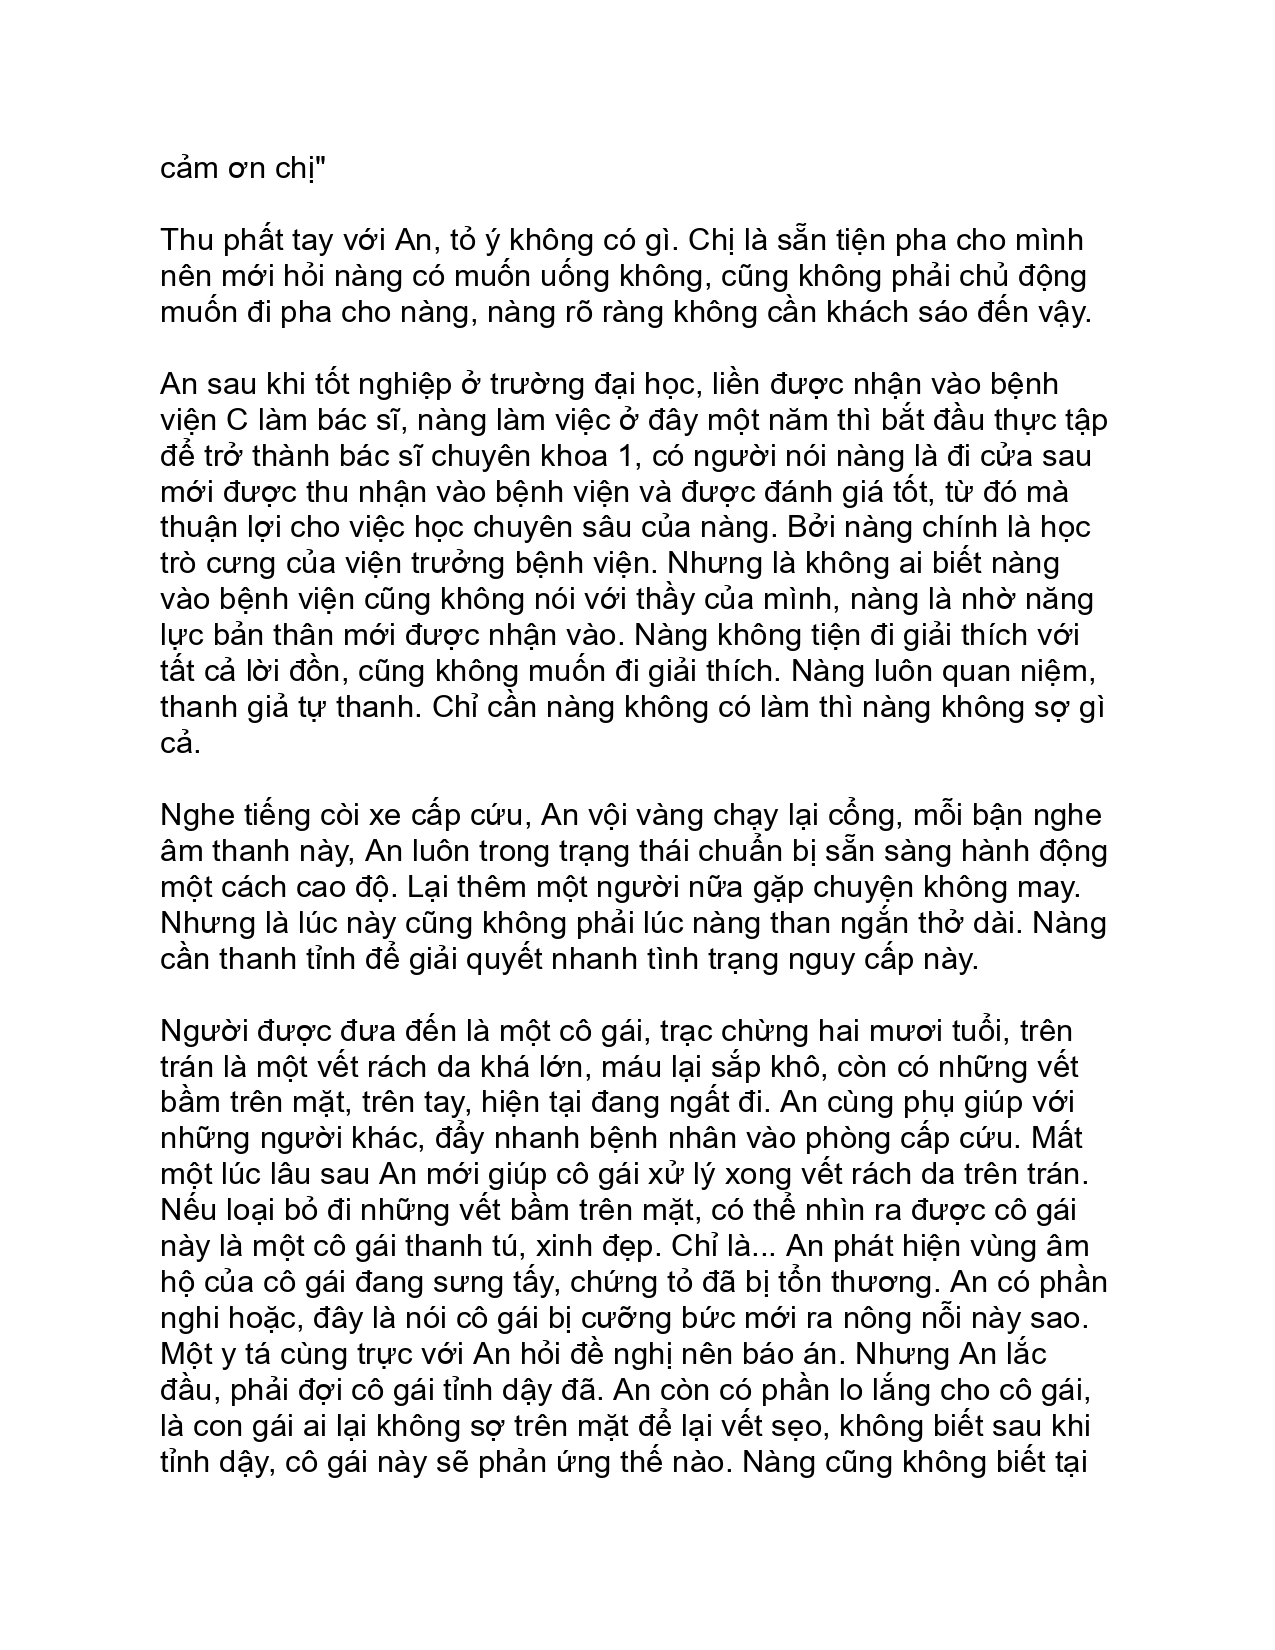 cảm ơn chị"
Thu phất tay với An, tỏ ý không có gì. Chị là sẵn tiện pha cho mình
nên mới hỏi nàng có muốn uống không, cũng không phải chủ động
muốn đi pha cho nàng, nàng rõ ràng không cần khách sáo đến vậy.
An sau khi tốt nghiệp ở trường đại học, liền được nhận vào bệnh
viện C làm bác sĩ, nàng làm việc ở đây một năm thì bắt đầu thực tập
để trở thành bác sĩ chuyên khoa 1, có người nói nàng là đi cửa sau
mới được thu nhận vào bệnh viện và được đánh giá tốt, từ đó mà
thuận lợi cho việc học chuyên sâu của nàng. Bởi nàng chính là học
trò cưng của viện trưởng bệnh viện. Nhưng là không ai biết nàng
vào bệnh viện cũng không nói với thầy của mình, nàng là nhờ năng
lực bản thân mới được nhận vào. Nàng không tiện đi giải thích với
tất cả lời đồn, cũng không muốn đi giải thích. Nàng luôn quan niệm,
thanh giả tự thanh. Chỉ cần nàng không có làm thì nàng không sợ gì
cả.
Nghe tiếng còi xe cấp cứu, An vội vàng chạy lại cổng, mỗi bận nghe
âm thanh này, An luôn trong trạng thái chuẩn bị sẵn sàng hành động
một cách cao độ. Lại thêm một người nữa gặp chuyện không may.
Nhưng là lúc này cũng không phải lúc nàng than ngắn thở dài. Nàng
cần thanh tỉnh để giải quyết nhanh tình trạng nguy cấp này.
Người được đưa đến là một cô gái, trạc chừng hai mươi tuổi, trên
trán là một vết rách da khá lớn, máu lại sắp khô, còn có những vết
bầm trên mặt, trên tay, hiện tại đang ngất đi. An cùng phụ giúp với
những người khác, đẩy nhanh bệnh nhân vào phòng cấp cứu. Mất
một lúc lâu sau An mới giúp cô gái xử lý xong vết rách da trên trán.
Nếu loại bỏ đi những vết bầm trên mặt, có thể nhìn ra được cô gái
này là một cô gái thanh tú, xinh đẹp. Chỉ là... An phát hiện vùng âm
hộ của cô gái đang sưng tấy, chứng tỏ đã bị tổn thương. An có phần
nghi hoặc, đây là nói cô gái bị cưỡng bức mới ra nông nỗi này sao.
Một y tá cùng trực với An hỏi đề nghị nên báo án. Nhưng An lắc
đầu, phải đợi cô gái tỉnh dậy đã. An còn có phần lo lắng cho cô gái,
là con gái ai lại không sợ trên mặt để lại vết sẹo, không biết sau khi
tỉnh dậy, cô gái này sẽ phản ứng thế nào. Nàng cũng không biết tại